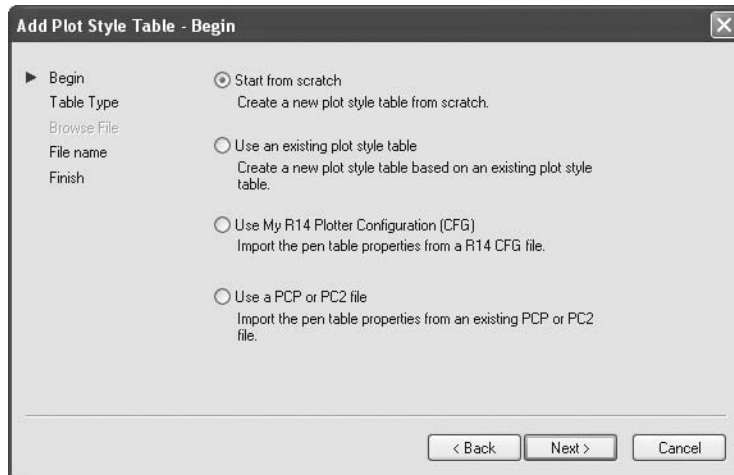 Add Plot Style Table - Begin
Begin
Table Type
Browse File
File name
Finish
Start from scratch
Create a new plot style table from scratch.
Use an existing plot style table
Create a new plot style table based on an existing plot style
table.
Use My R14 Plotter Configuration (CFG)
Import the pen table properties from a R14 CFG file.
Use a PCP or PC2 file
Import the pen table properties from an existing PCP or PC2
file.
< Back
Next >
Cancel